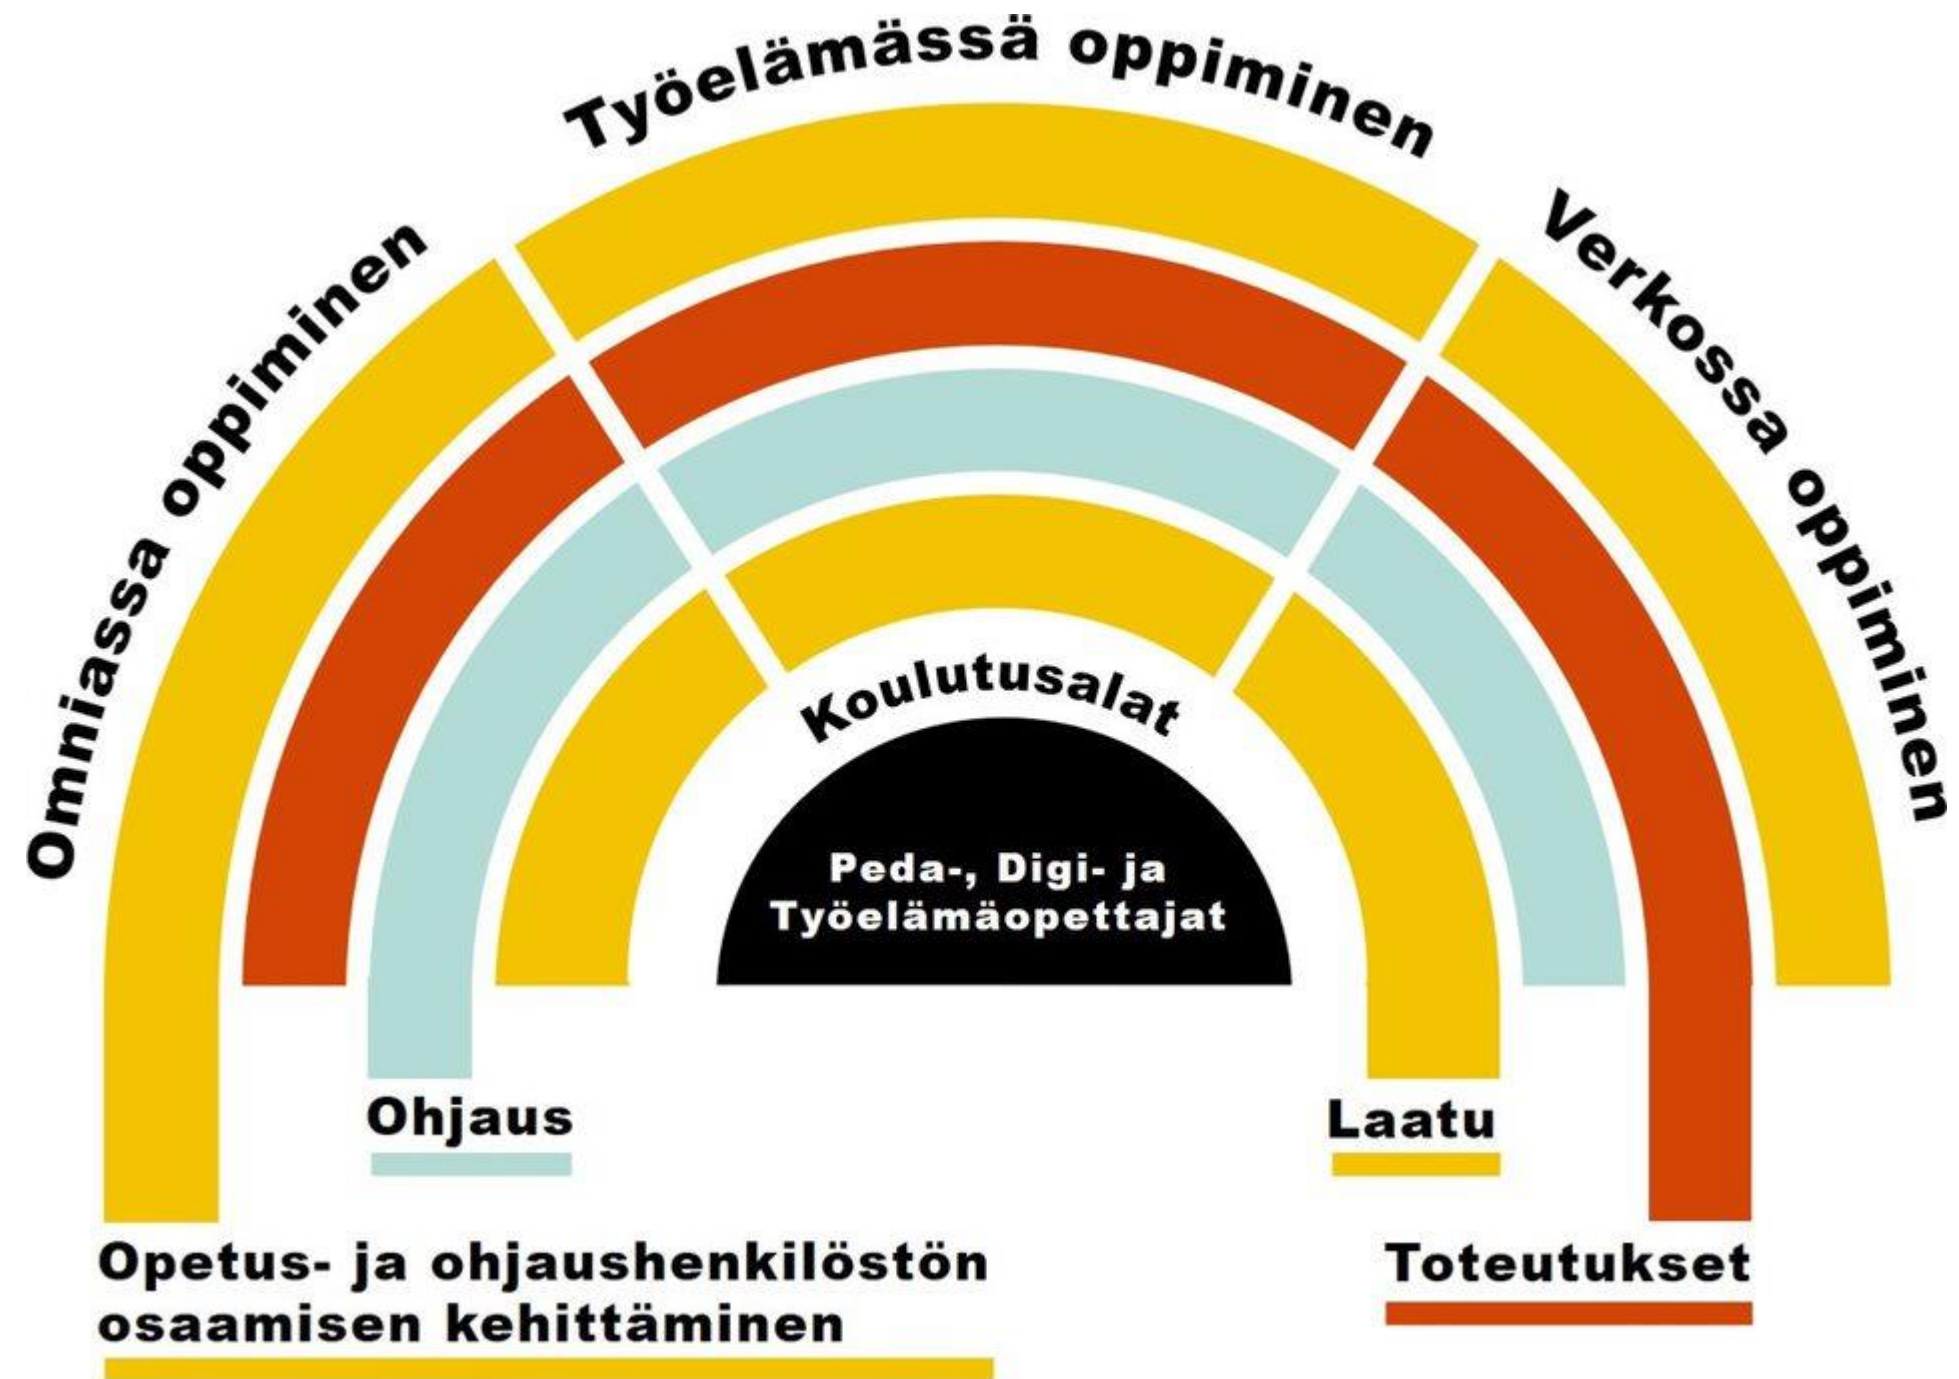 Työelämässä oppiminen
Omniassa oppiminen
Verkossa oppiminen
Koulutusalat
Peda-, Digi- ja
Työelämäopettajat
Ohjaus
Laatu
Opetus- ja ohjaushenkilöstön
osaamisen kehittäminen
Toteutukset